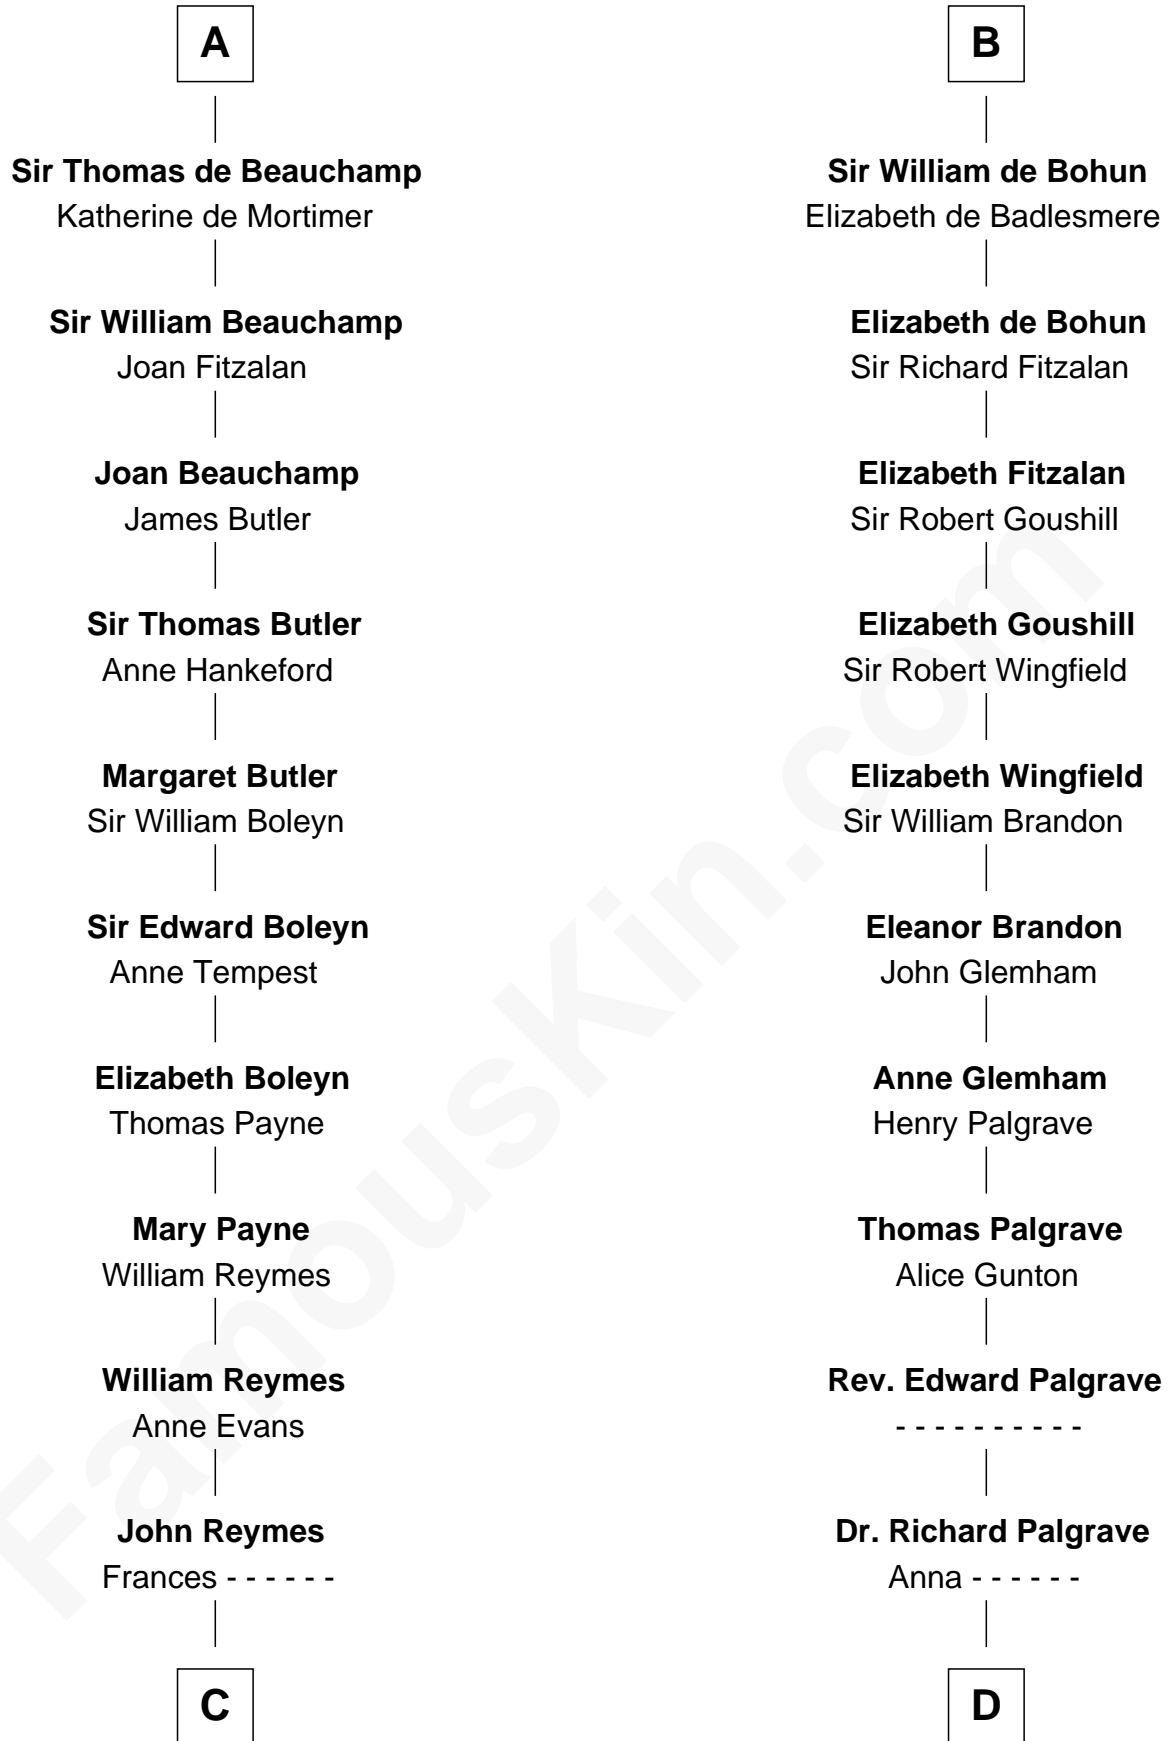 A
Sir Thomas de Beauchamp
Katherine de Mortimer
Sir William Beauchamp
Joan Fitzalan
Joan Beauchamp
James Butler
Sir Thomas Butler
Anne Hankeford
Margaret Butler
Sir William Boleyn
Sir Edward Boleyn
Anne Tempest
Elizabeth Boleyn
Thomas Payne
Mary Payne
William Reymes
William Reymes
Anne Evans
John Reymes
Frances - - - - - -
C
B
Sir William de Bohun
Elizabeth de Badlesmere
Elizabeth de Bohun
Sir Richard Fitzalan
Elizabeth Fitzalan
Sir Robert Goushill
Elizabeth Goushill
Sir Robert Wingfield
Elizabeth Wingfield
Sir William Brandon
Eleanor Brandon
John Glemham
Anne Glemham
Henry Palgrave
Thomas Palgrave
Alice Gunton
Rev. Edward Palgrave
- - - - - - - - - -
Dr. Richard Palgrave
Anna - - - - - -
D
FamousKin.com